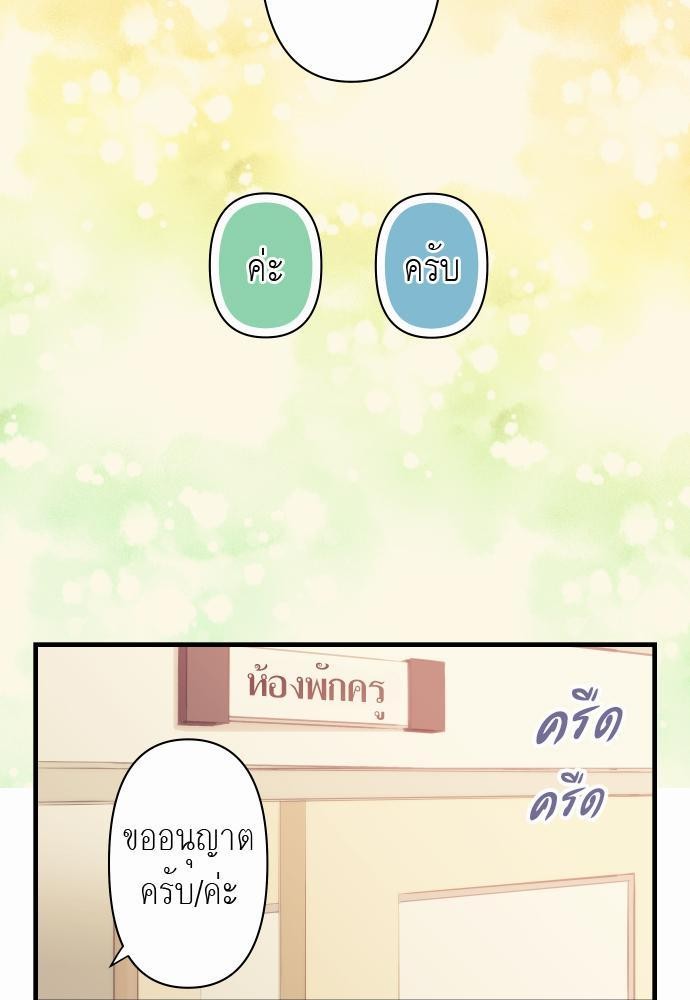 ค่ะ
ครับ
ห้องพักครู
ครืด
ครืด
ขออนุญาต
ครับ/ค่ะ